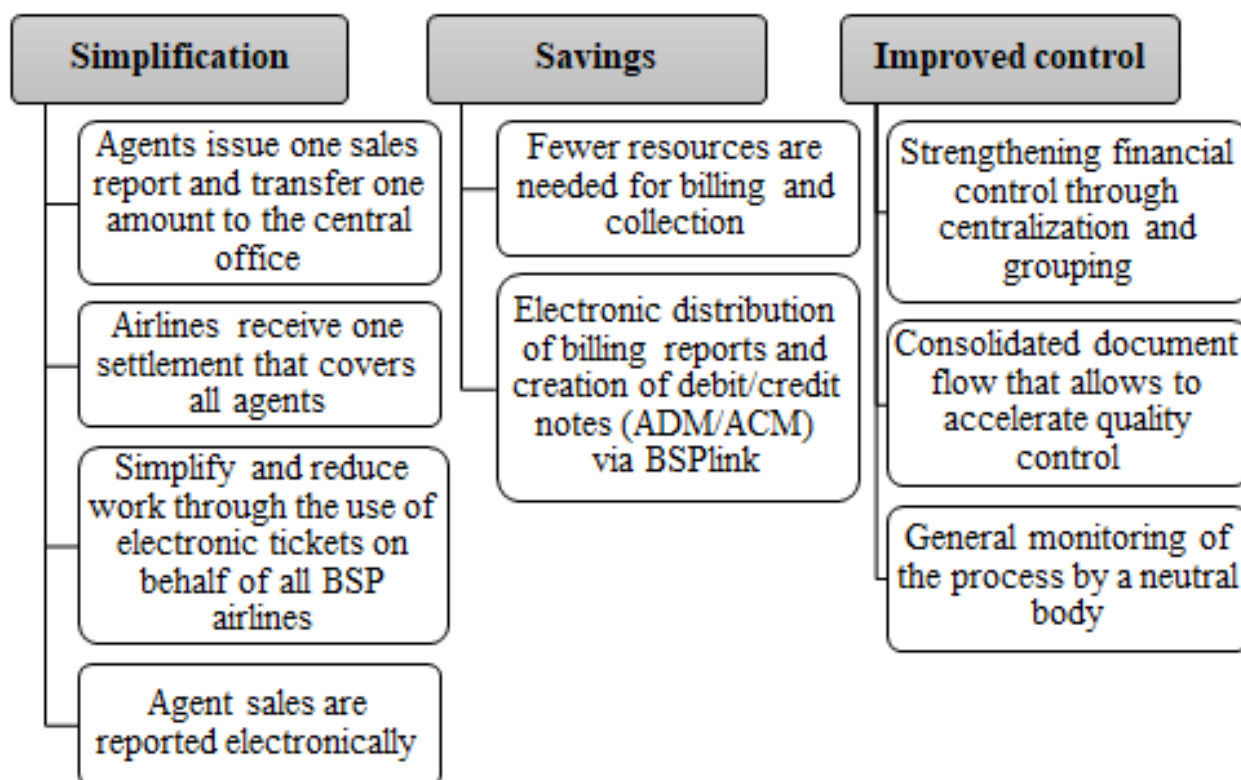 Simplification
Agents issue one sales
report and transfer one
amount to the central
office
Airlines receive one
settlement that covers
all agents
Simplify and reduce
work through the use of
electronic tickets on
behalf of all BSP
airlines
Agent sales are
reported electronically
Savings
Fewer resources are
needed for billing and
collection
Electronic distribution
of billing reports and
creation of debit/credit
notes (ADM/ACM)
via BSPlink
Improved control
Strengthening financial
control through
centralization and
grouping
Consolidated document
flow that allows to
accelerate quality
control
General monitoring of
the process by a neutral
body